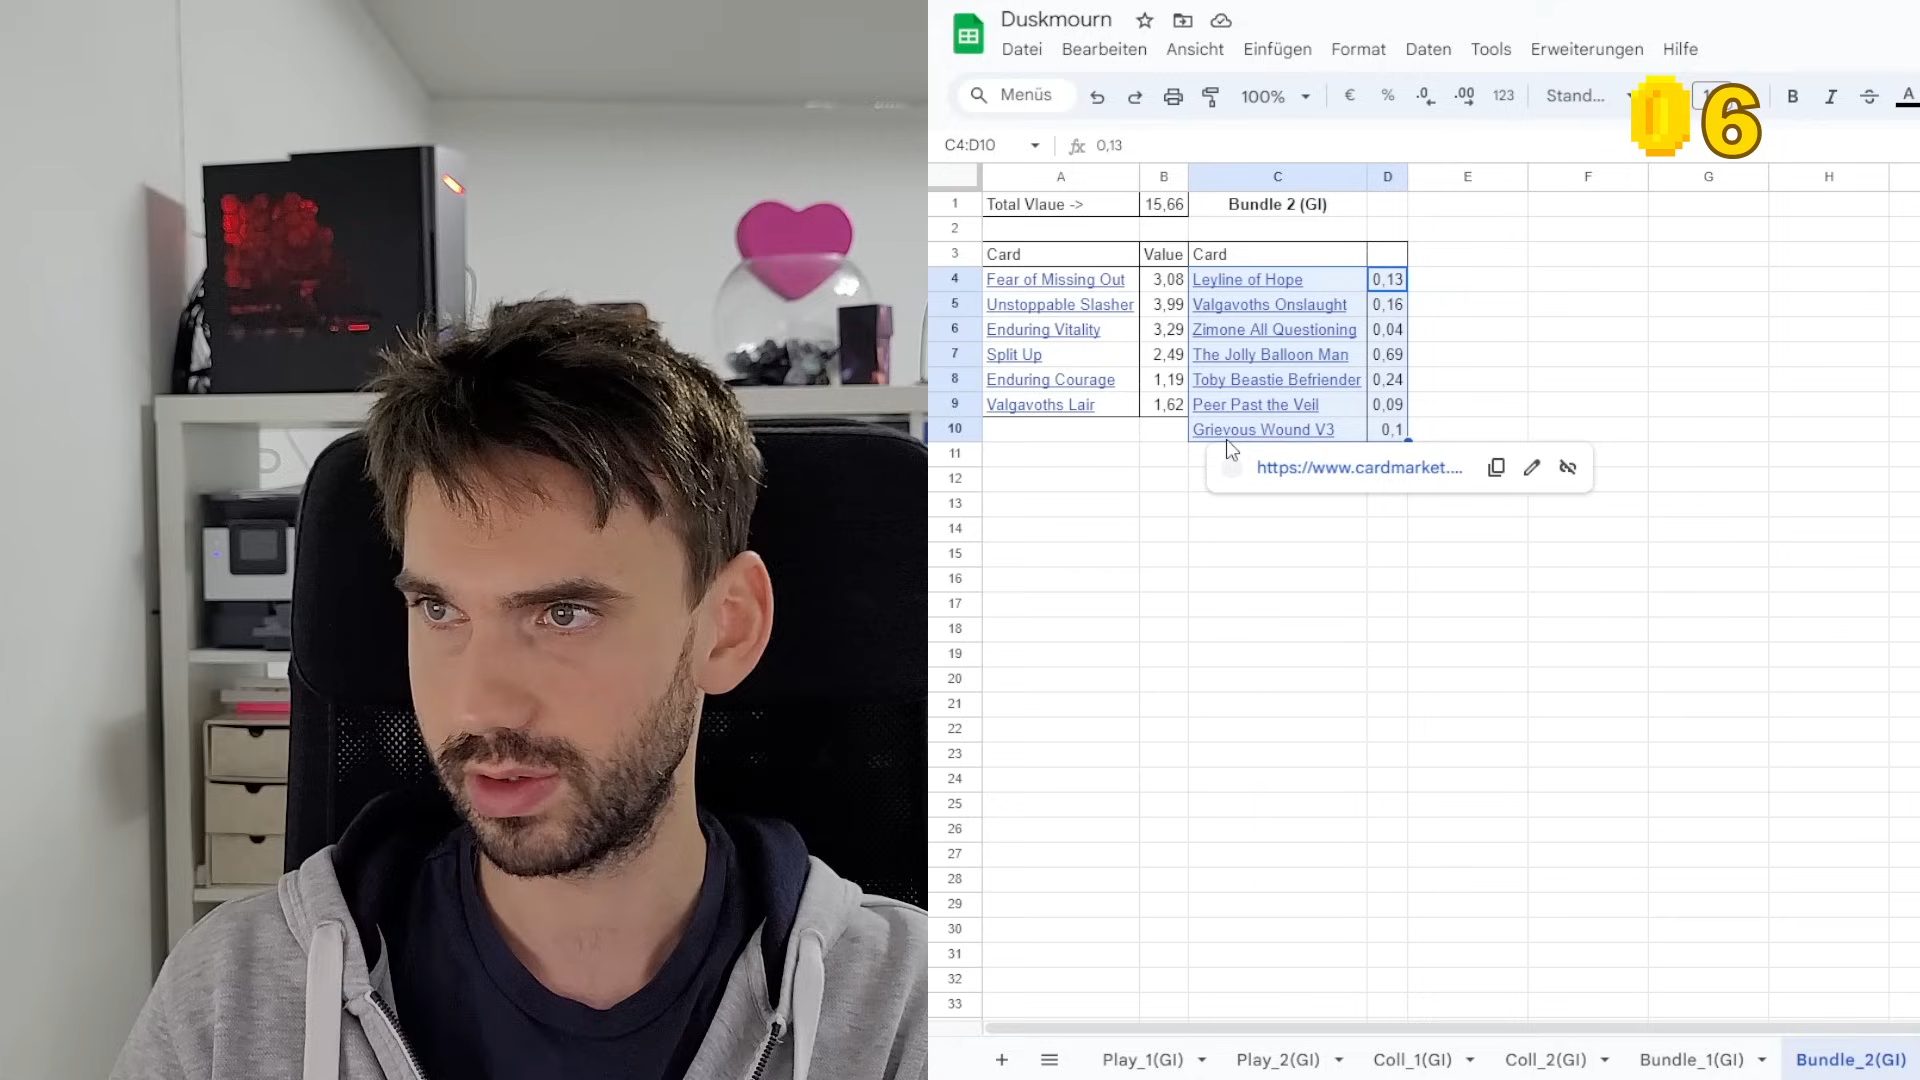 Duskmourn
Datei Bearbeiten Ansicht Einfügen Format Daten Tools Erweiterungen Hilfe
Menüs 100% € % .0 .00 123 Stand... B I A
6
C4:D10 fx 0,13
A B C D E F G H
1 Total Vlaue -> 15,66 Bundle 2 (GI)
2
3 Card Value Card
4 Fear of Missing Out 3,08 Leyline of Hope 0,13
5 Unstoppable Slasher 3,99 Valgavoths Onslaught 0,16
6 Enduring Vitality 3,29 Zimone All Questioning 0,04
7 Split Up 2,49 The Jolly Balloon Man 0,69
8 Enduring Courage 1,19 Toby Beastie Befriender 0,24
9 Valgavoths Lair 1,62 Peer Past the Veil 0,09
10 Grievous Wound V3 0,1
11
https://www.cardmarket....
12
13
14
15
16
17
18
19
20
21
22
23
24
25
26
27
28
29
30
31
32
33
Play_1(GI) Play_2(GI) Coll_1(GI) Coll_2(GI) Bundle_1(GI) Bundle_2(GI)